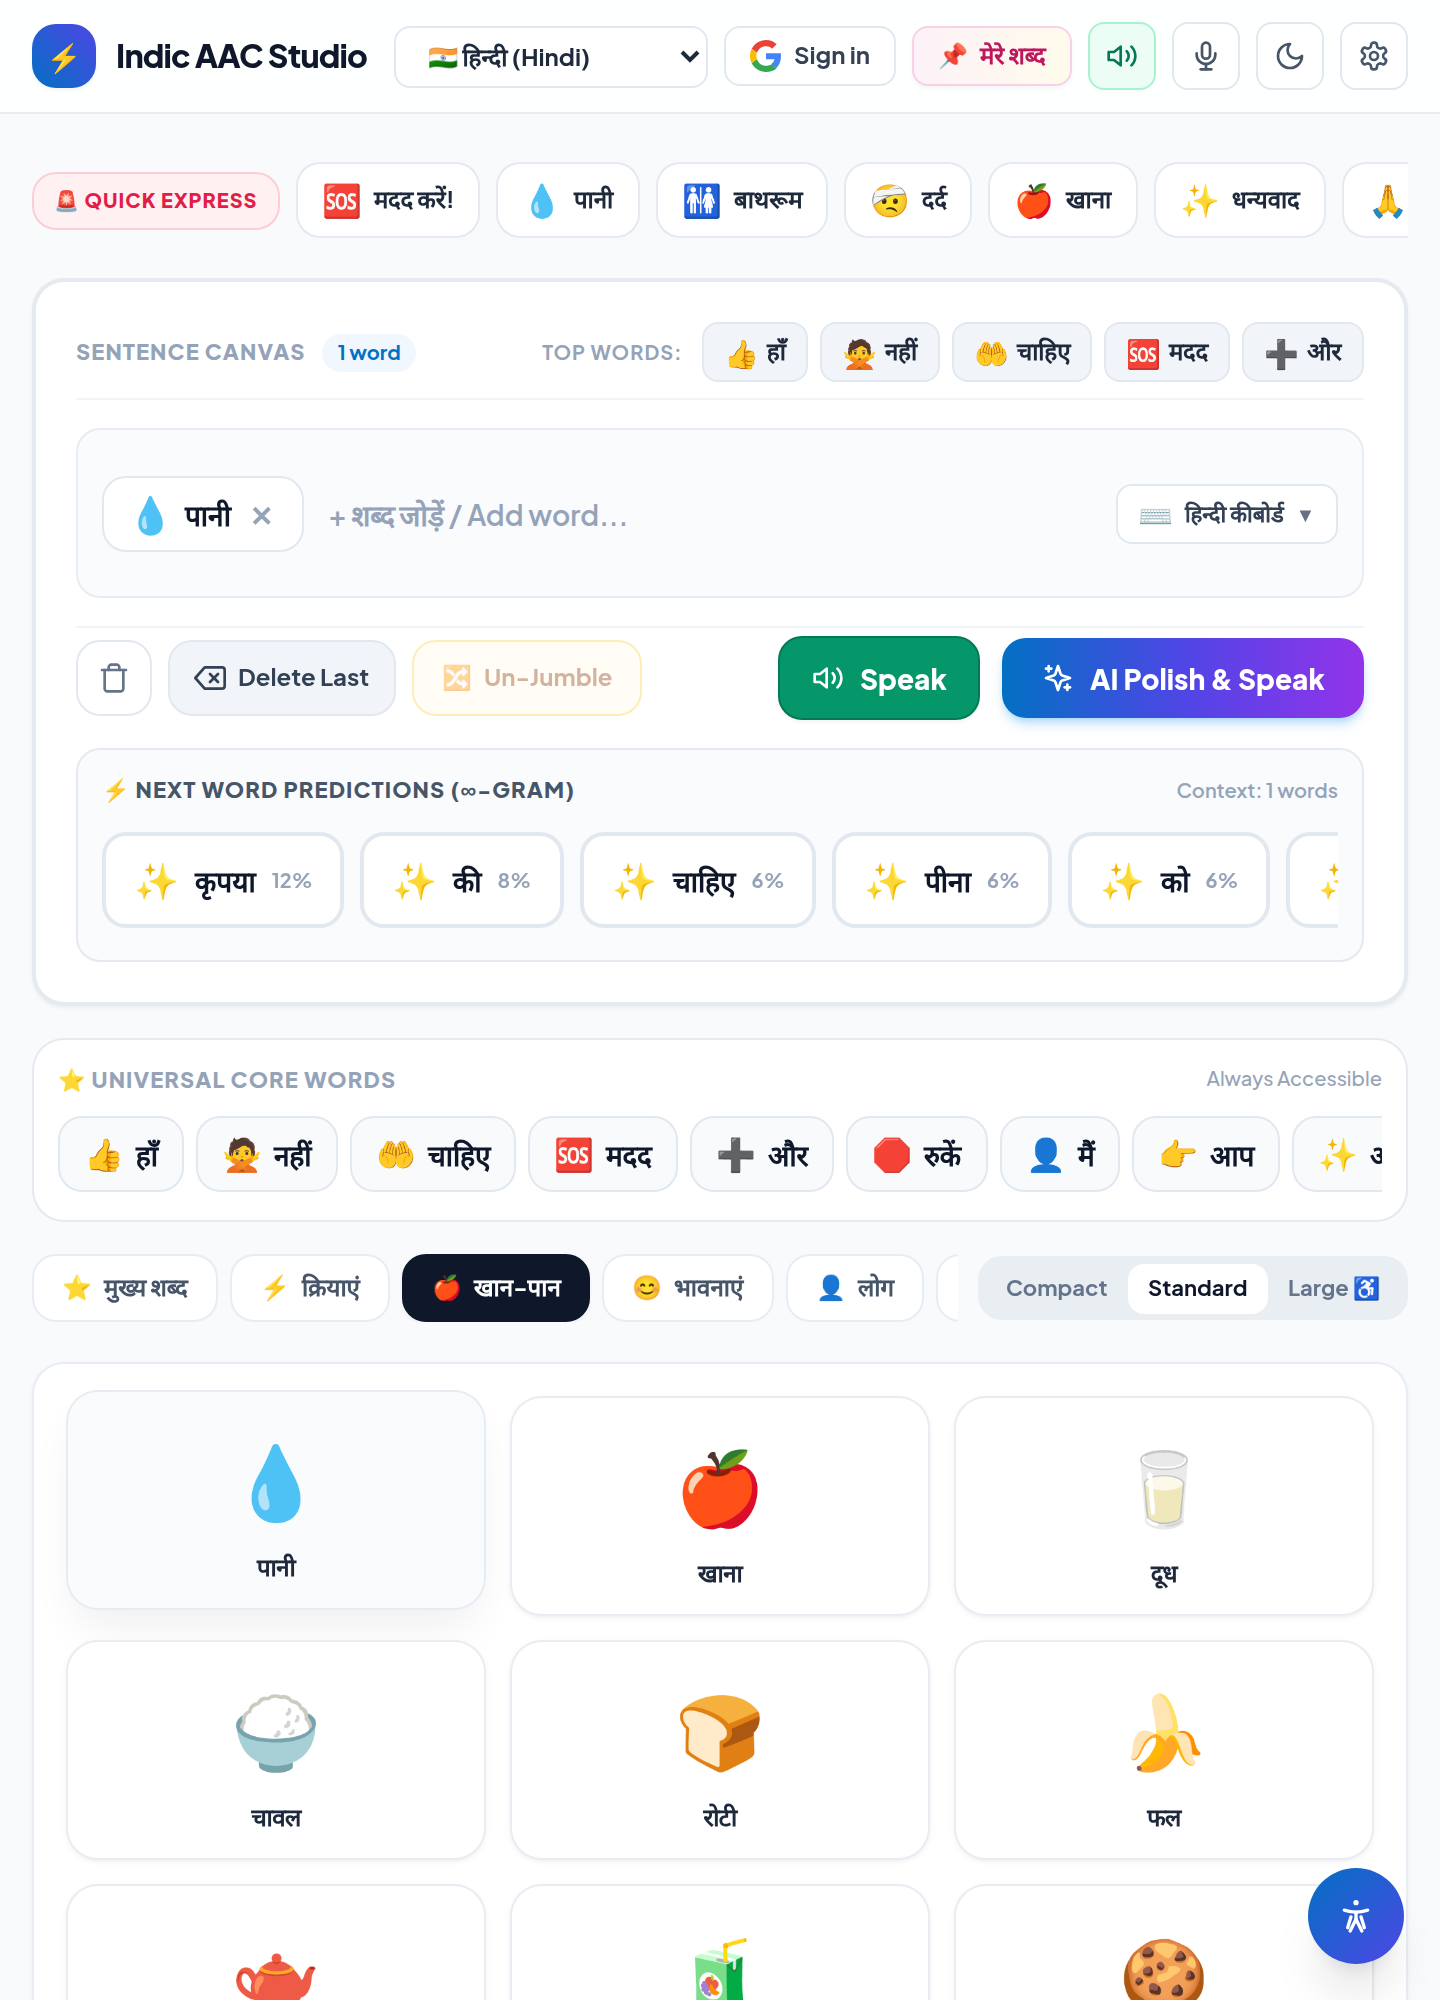 Indic AAC Studio हिन्दी (Hindi) Sign in मेरे शब्द
QUICK EXPRESS मदद करें! पानी बाथरूम दर्द खाना धन्यवाद
SENTENCE CANVAS 1 word TOP WORDS: हाँ नहीं चाहिए मदद और
पानी ✕ + शब्द जोड़ें / Add word... हिन्दी कीबोर्ड ▼
Delete Last Un-Jumble Speak AI Polish & Speak
NEXT WORD PREDICTIONS (∞-GRAM) Context: 1 words
कृपया 12% की 8% चाहिए 6% पीना 6% को 6%
UNIVERSAL CORE WORDS Always Accessible
हाँ नहीं चाहिए मदद और रुकें मैं आप
मुख्य शब्द क्रियाएं खान-पान भावनाएं लोग Compact Standard Large
पानी खाना दूध
चावल रोटी फल